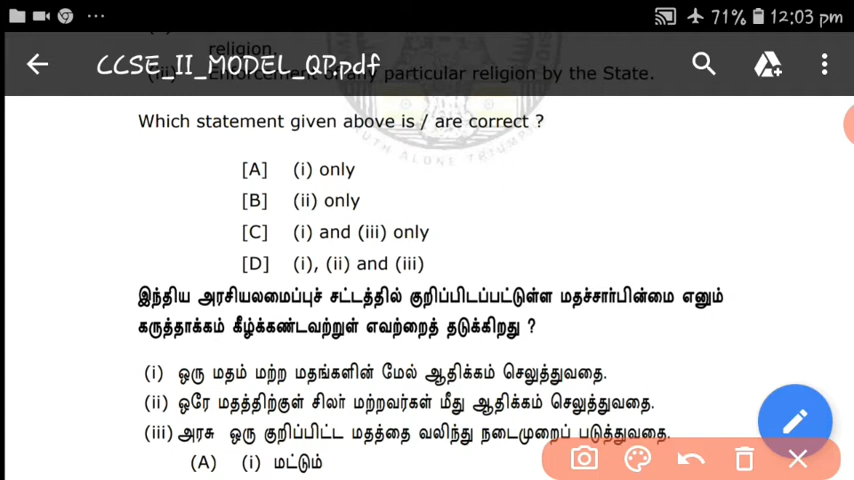 71% 12:03 pm
CCSE_II_MODEL_QP.pdf
religion.
Enforcement of any particular religion by the State.
Which statement given above is / are correct ?
[A] (i) only
[B] (ii) only
[C] (i) and (iii) only
[D] (i), (ii) and (iii)
இந்திய அரசியலமைப்புச் சட்டத்தில் குறிப்பிடப்பட்டுள்ள மதச்சார்பின்மை எனும்
கருத்தாக்கம் கீழ்க்கண்டவற்றுள் எவற்றைத் தடுக்கிறது ?
(i) ஒரு மதம் மற்ற மதங்களின் மேல் ஆதிக்கம் செலுத்துவதை.
(ii) ஒரே மதத்திற்குள் சிலர் மற்றவர்கள் மீது ஆதிக்கம் செலுத்துவதை.
(iii) அரசு ஒரு குறிப்பிட்ட மதத்தை வலிந்து நடைமுறைப் படுத்துவதை.
(A) (i) மட்டும்